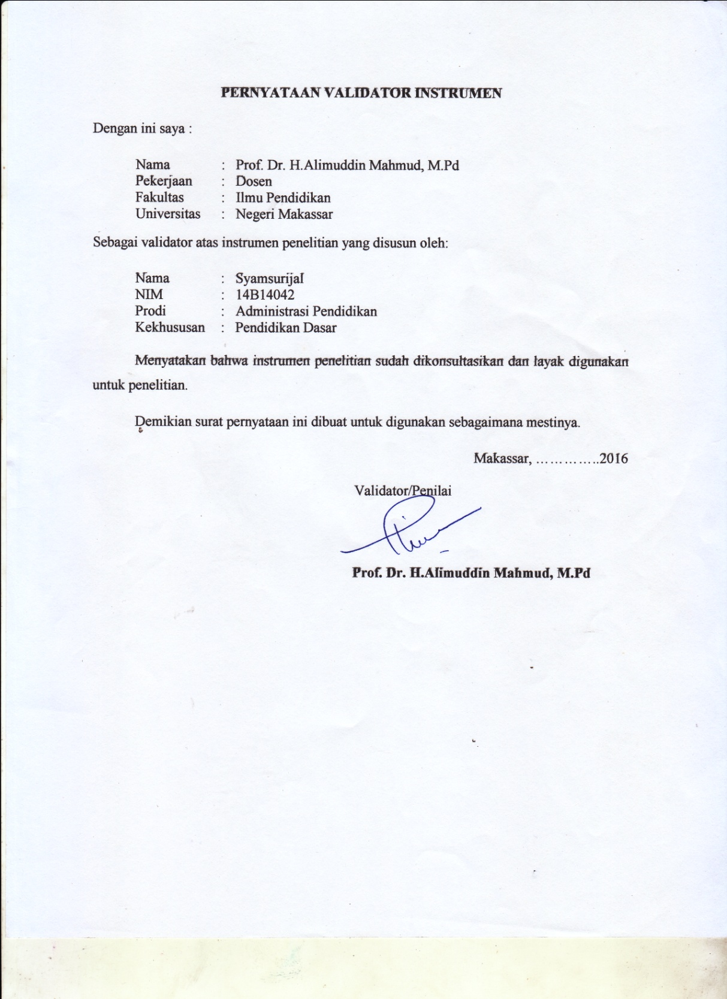 PERNYATAAN VALIDATOR INSTRUMEN
Dengan ini saya :
Nama : Prof. Dr. H.Alimuddin Mahmud, M.Pd
Pekerjaan : Dosen
Fakultas : Ilmu Pendidikan
Universitas : Negeri Makassar
Sebagai validator atas instrumen penelitian yang disusun oleh:
Nama : Syamsurijal
NIM : 14B14042
Prodi : Administrasi Pendidikan
Kekhususan : Pendidikan Dasar
Menyatakan bahwa instrumen penelitian sudah dikonsultasikan dan layak digunakan
untuk penelitian.
Demikian surat pernyataan ini dibuat untuk digunakan sebagaimana mestinya.
Makassar, …………..2016
Validator/Penilai
Prof. Dr. H.Alimuddin Mahmud, M.Pd